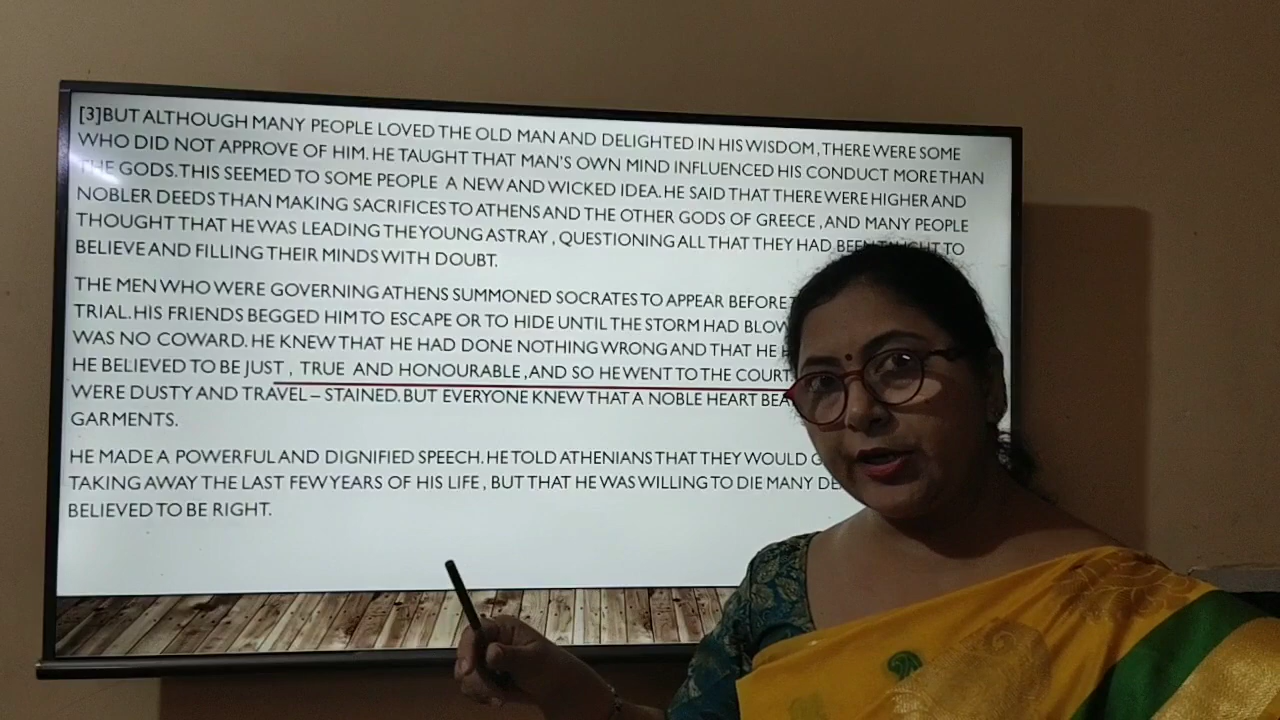 [3]BUT ALTHOUGH MANY PEOPLE LOVED THE OLD MAN AND DELIGHTED IN HIS WISDOM, THERE WERE SOME
WHO DID NOT APPROVE OF HIM. HE TAUGHT THAT MAN'S OWN MIND INFLUENCED HIS CONDUCT MORE THAN
THE GODS. THIS SEEMED TO SOME PEOPLE A NEW AND WICKED IDEA. HE SAID THAT THERE WERE HIGHER AND
NOBLER DEEDS THAN MAKING SACRIFICES TO ATHENS AND THE OTHER GODS OF GREECE, AND MANY PEOPLE
THOUGHT THAT HE WAS LEADING THE YOUNG ASTRAY, QUESTIONING ALL THAT THEY HAD BEEN TAUGHT TO
BELIEVE AND FILLING THEIR MINDS WITH DOUBT.
THE MEN WHO WERE GOVERNING ATHENS SUMMONED SOCRATES TO APPEAR BEFORE
TRIAL. HIS FRIENDS BEGGED HIM TO ESCAPE OR TO HIDE UNTIL THE STORM HAD
WAS NO COWARD. HE KNEW THAT HE HAD DONE NOTHING WRONG AND THAT HE
HE BELIEVED TO BE JUST, TRUE AND HONOURABLE, AND SO HE WENT TO THE COURT
WERE DUSTY AND TRAVEL – STAINED. BUT EVERYONE KNEW THAT A NOBLE HEART
GARMENTS.
HE MADE A POWERFUL AND DIGNIFIED SPEECH. HE TOLD ATHENIANS THAT THEY WOULD
TAKING AWAY THE LAST FEW YEARS OF HIS LIFE, BUT THAT HE WAS WILLING TO DIE MANY
BELIEVED TO BE RIGHT.